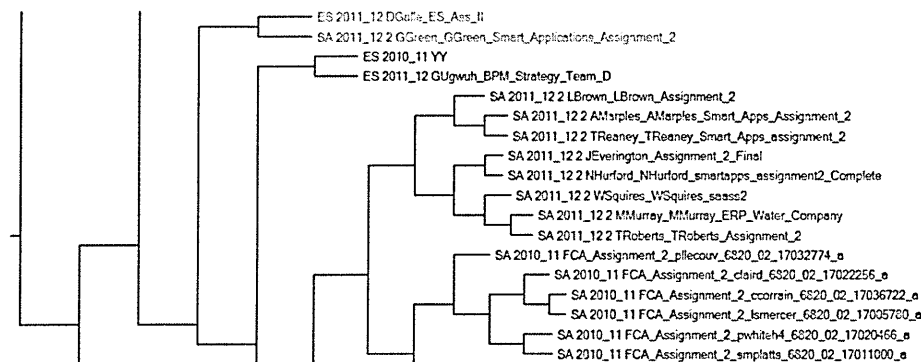 ES 2011_12 DGoffe_ES_Ass_II
SA 2011_12 2 GGreen_GGreen_Smart_Applications_Assignment_2
ES 2010_11 YY
ES 2011_12 GUgwuh_BPM_Strategy_Team_D
SA 2011_12 2 LBrown_LBrown_Assignment_2
SA 2011_12 2 AMarples_AMarples_Smart_Apps_Assignment_2
SA 2011_12 2 TReaney_TReaney_Smart_Apps_assignment_2
SA 2011_12 2 JEverington_Assignment_2_Final
SA 2011_12 2 NHurford_NHurford_smartapps_assignment2_Complete
SA 2011_12 2 WSquires_WSquires_saass2
SA 2011_12 2 MMurray_MMurray_ERP_Water_Company
SA 2011_12 2 TRoberts_TRoberts_Assignment_2
SA 2010_11 FCA_Assignment_2_pllecouv_6820_02_17032774_a
SA 2010_11 FCA_Assignment_2_claird_6820_02_17022256_a
SA 2010_11 FCA_Assignment_2_ccorrain_6820_02_17036722_a
SA 2010_11 FCA_Assignment_2_lsmercer_6820_02_17005780_a
SA 2010_11 FCA_Assignment_2_pwhiteh4_6820_02_17020466_a
SA 2010_11 FCA_Assignment_2_smplatts_6820_02_17011000_a